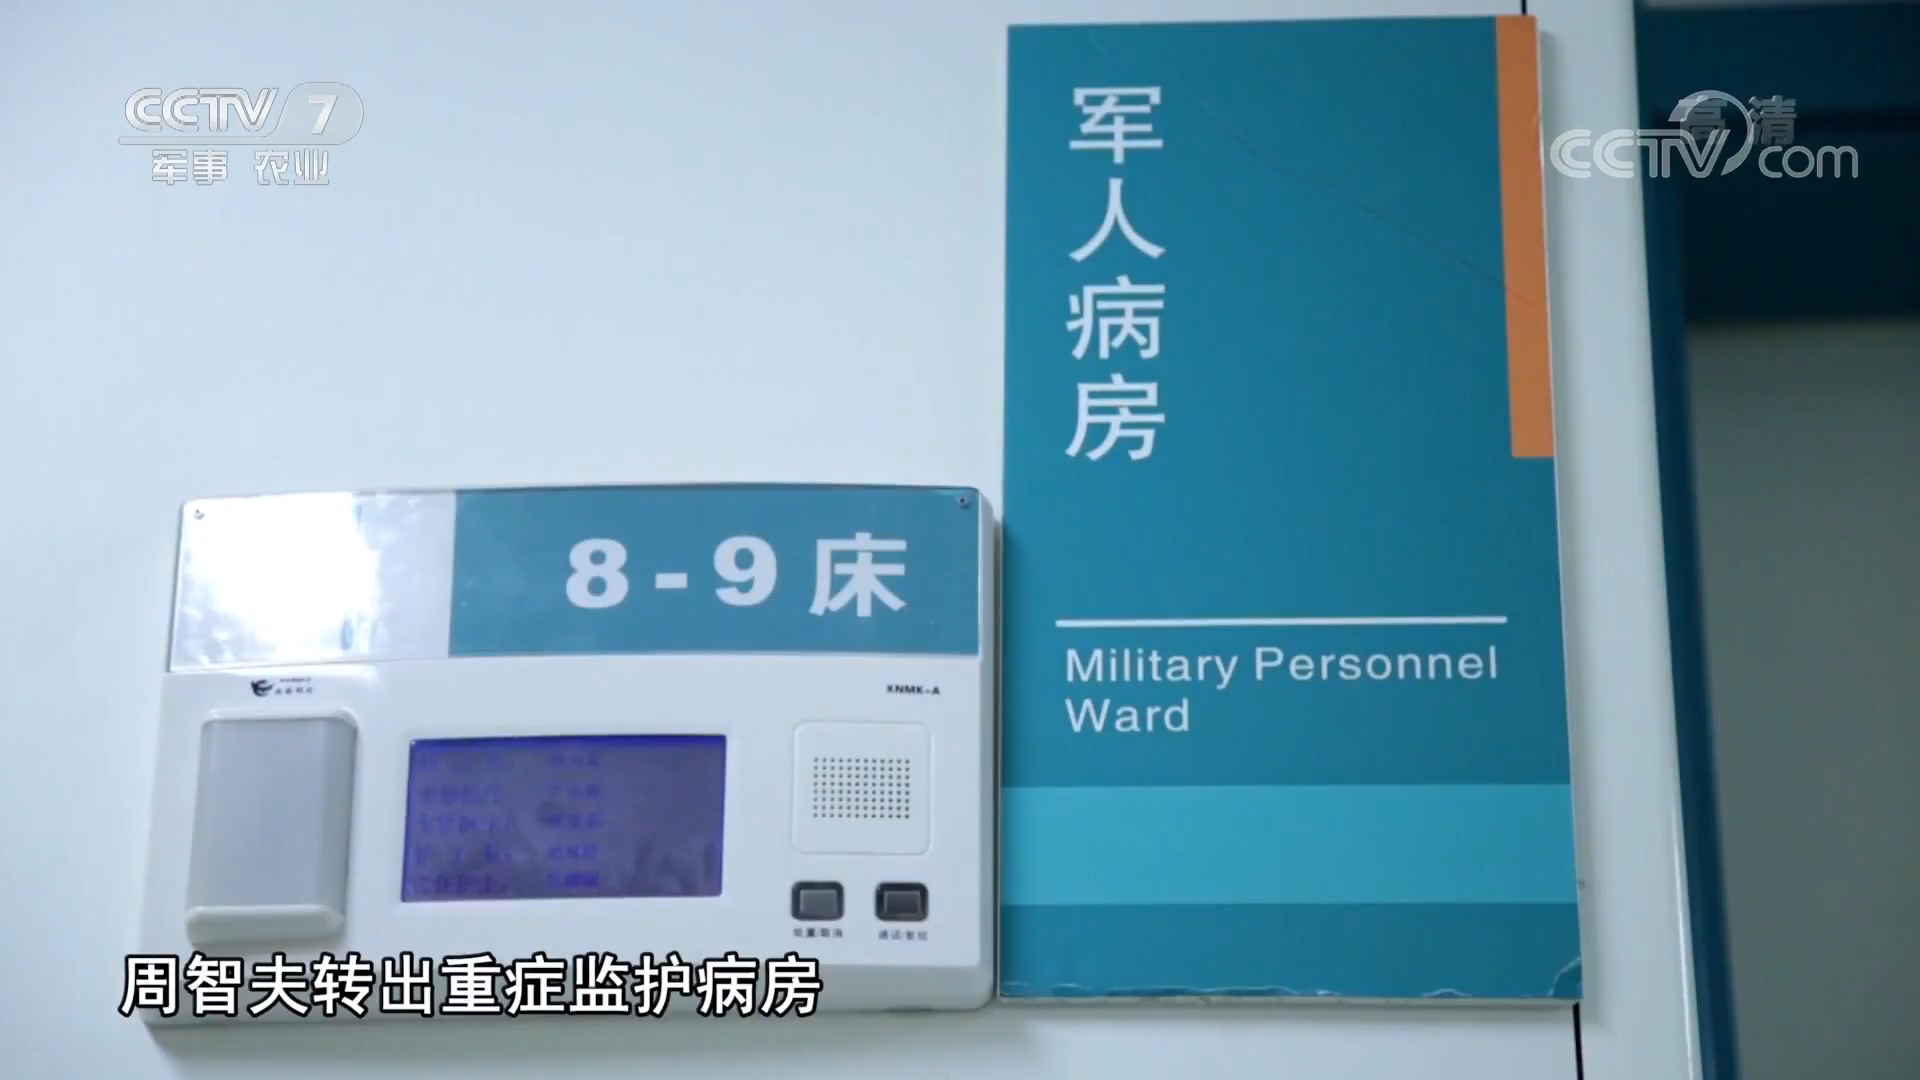 CCTV 7
军事 农业
高清
CCTV.com
军人病房
8-9床
Military Personnel
Ward
XNMK-A
周智夫转出重症监护病房